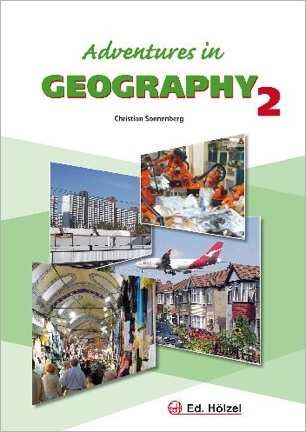 Adventures in
GEOGRAPHY 2
Christian Sonnenberg
Ed. Hölzel